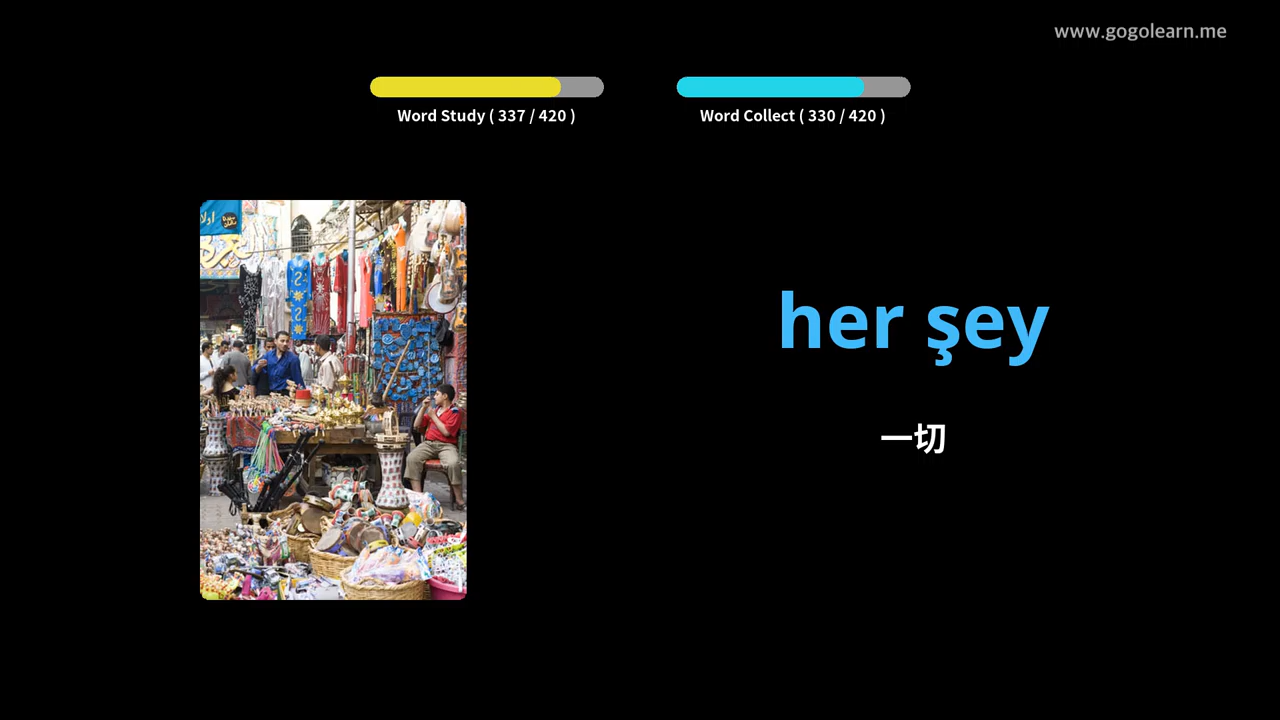 www.gogolearn.me
Word Study ( 337 / 420 )
Word Collect ( 330 / 420 )
her şey
一切